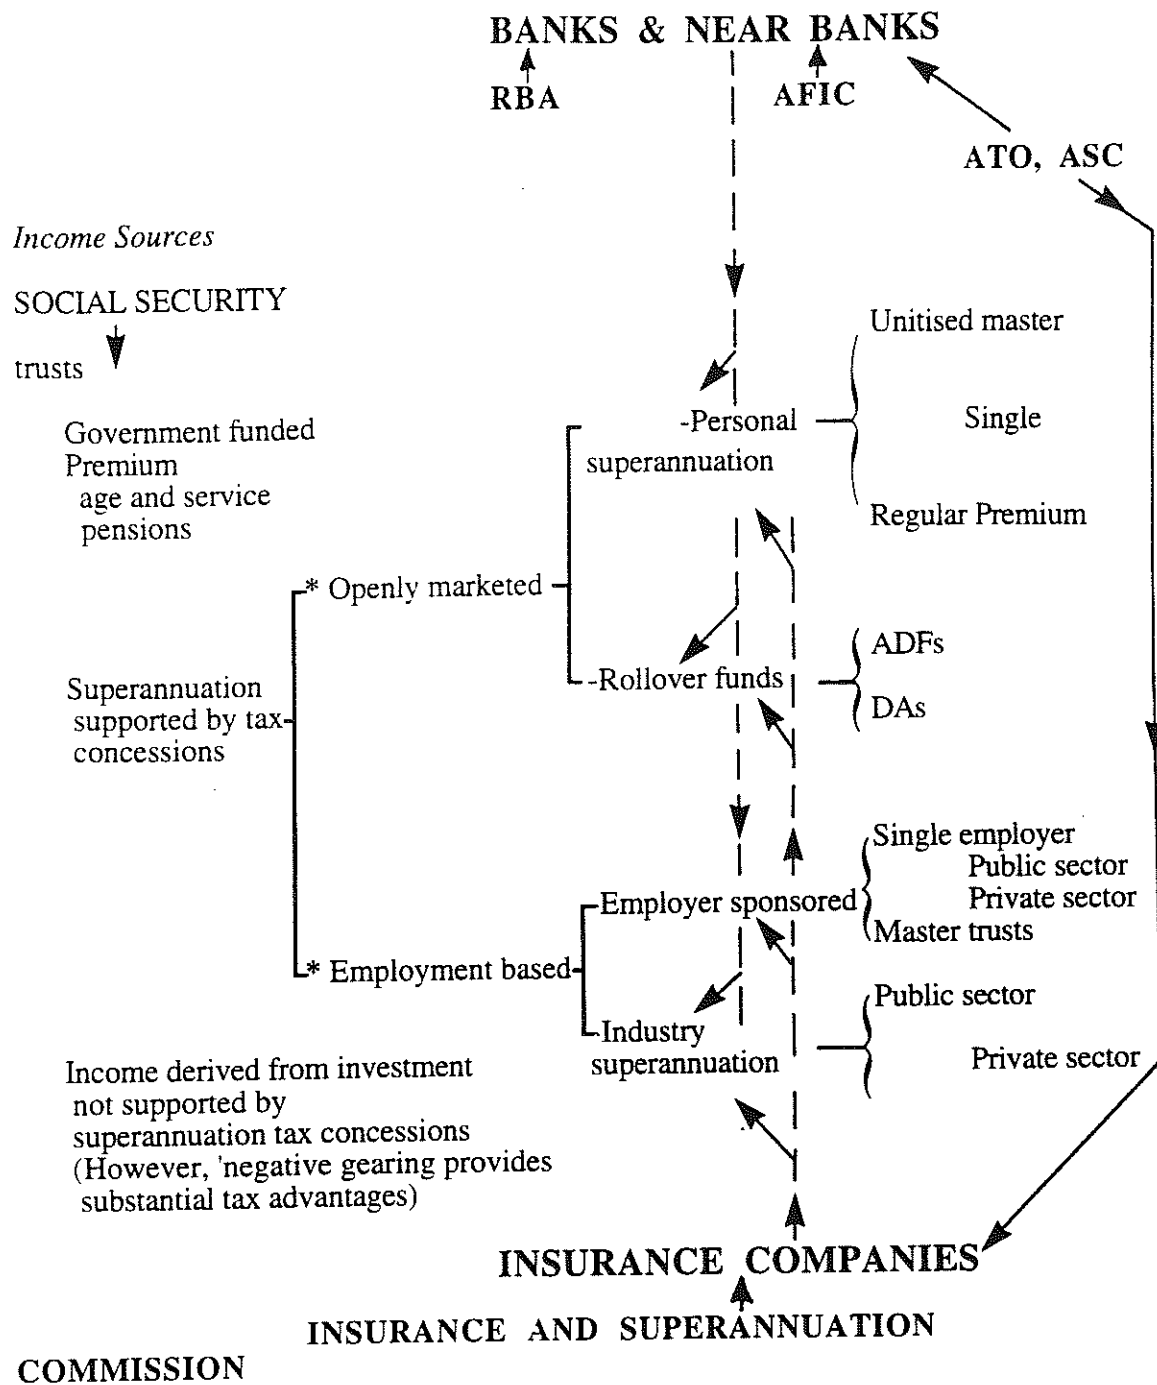 BANKS & NEAR BANKS
RBA
AFIC
ATO, ASC
Income Sources
SOCIAL SECURITY
trusts
Government funded
Premium
age and service
pensions
Superannuation
supported by tax
concessions
* Openly marketed
-Personal
superannuation
Unitised master
Single
Regular Premium
-Rollover funds
ADFs
DAs
* Employment based
Employer sponsored
Single employer
Public sector
Private sector
Master trusts
-Industry
superannuation
Public sector
Private sector
Income derived from investment
not supported by
superannuation tax concessions
(However, 'negative gearing provides
substantial tax advantages)
INSURANCE COMPANIES
INSURANCE AND SUPERANNUATION
COMMISSION